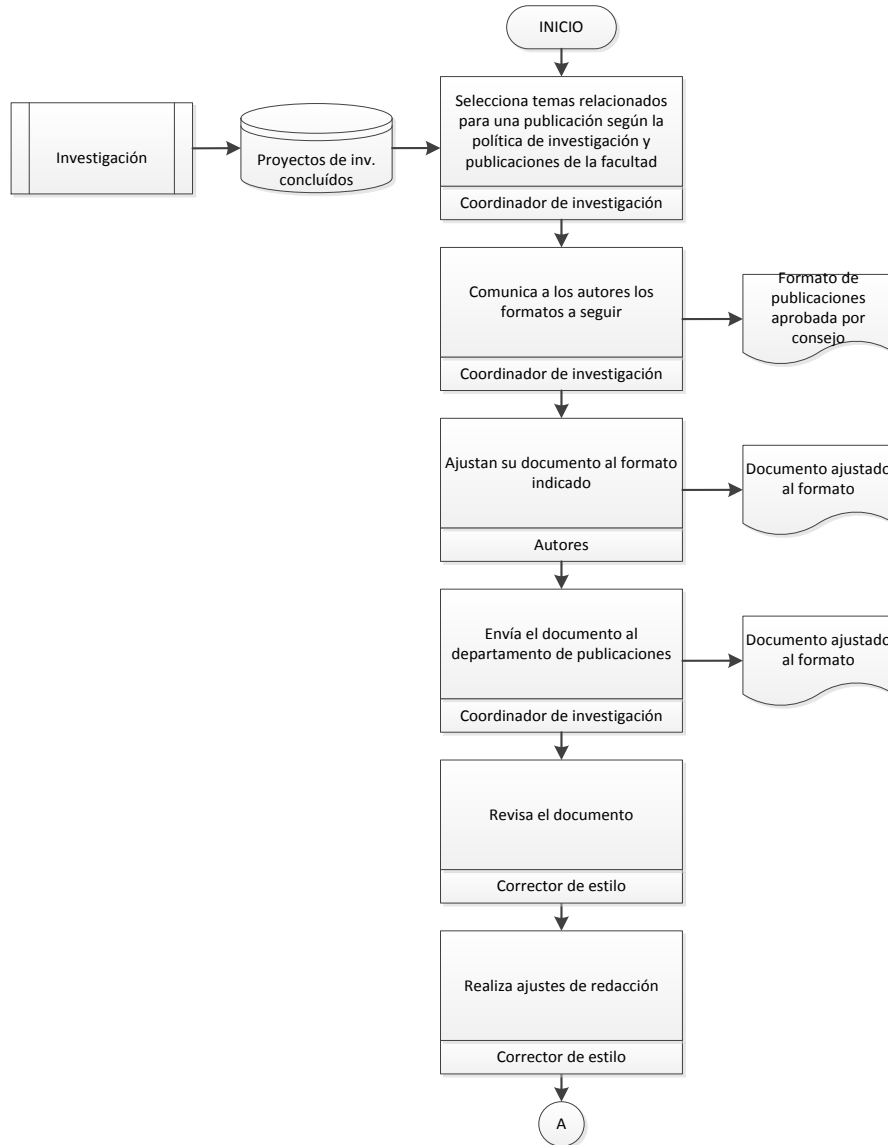 INICIO
Selecciona temas relacionados
para una publicación según la
política de investigación y
publicaciones de la facultad
Coordinador de investigación
Investigación
Proyectos de inv.
concluídos
Comunica a los autores los
formatos a seguir
Coordinador de investigación
Formato de
publicaciones
aprobada por
consejo
Ajustan su documento al formato
indicado
Autores
Documento ajustado
al formato
Envía el documento al
departamento de publicaciones
Coordinador de investigación
Documento ajustado
al formato
Revisa el documento
Corrector de estilo
Realiza ajustes de redacción
Corrector de estilo
A